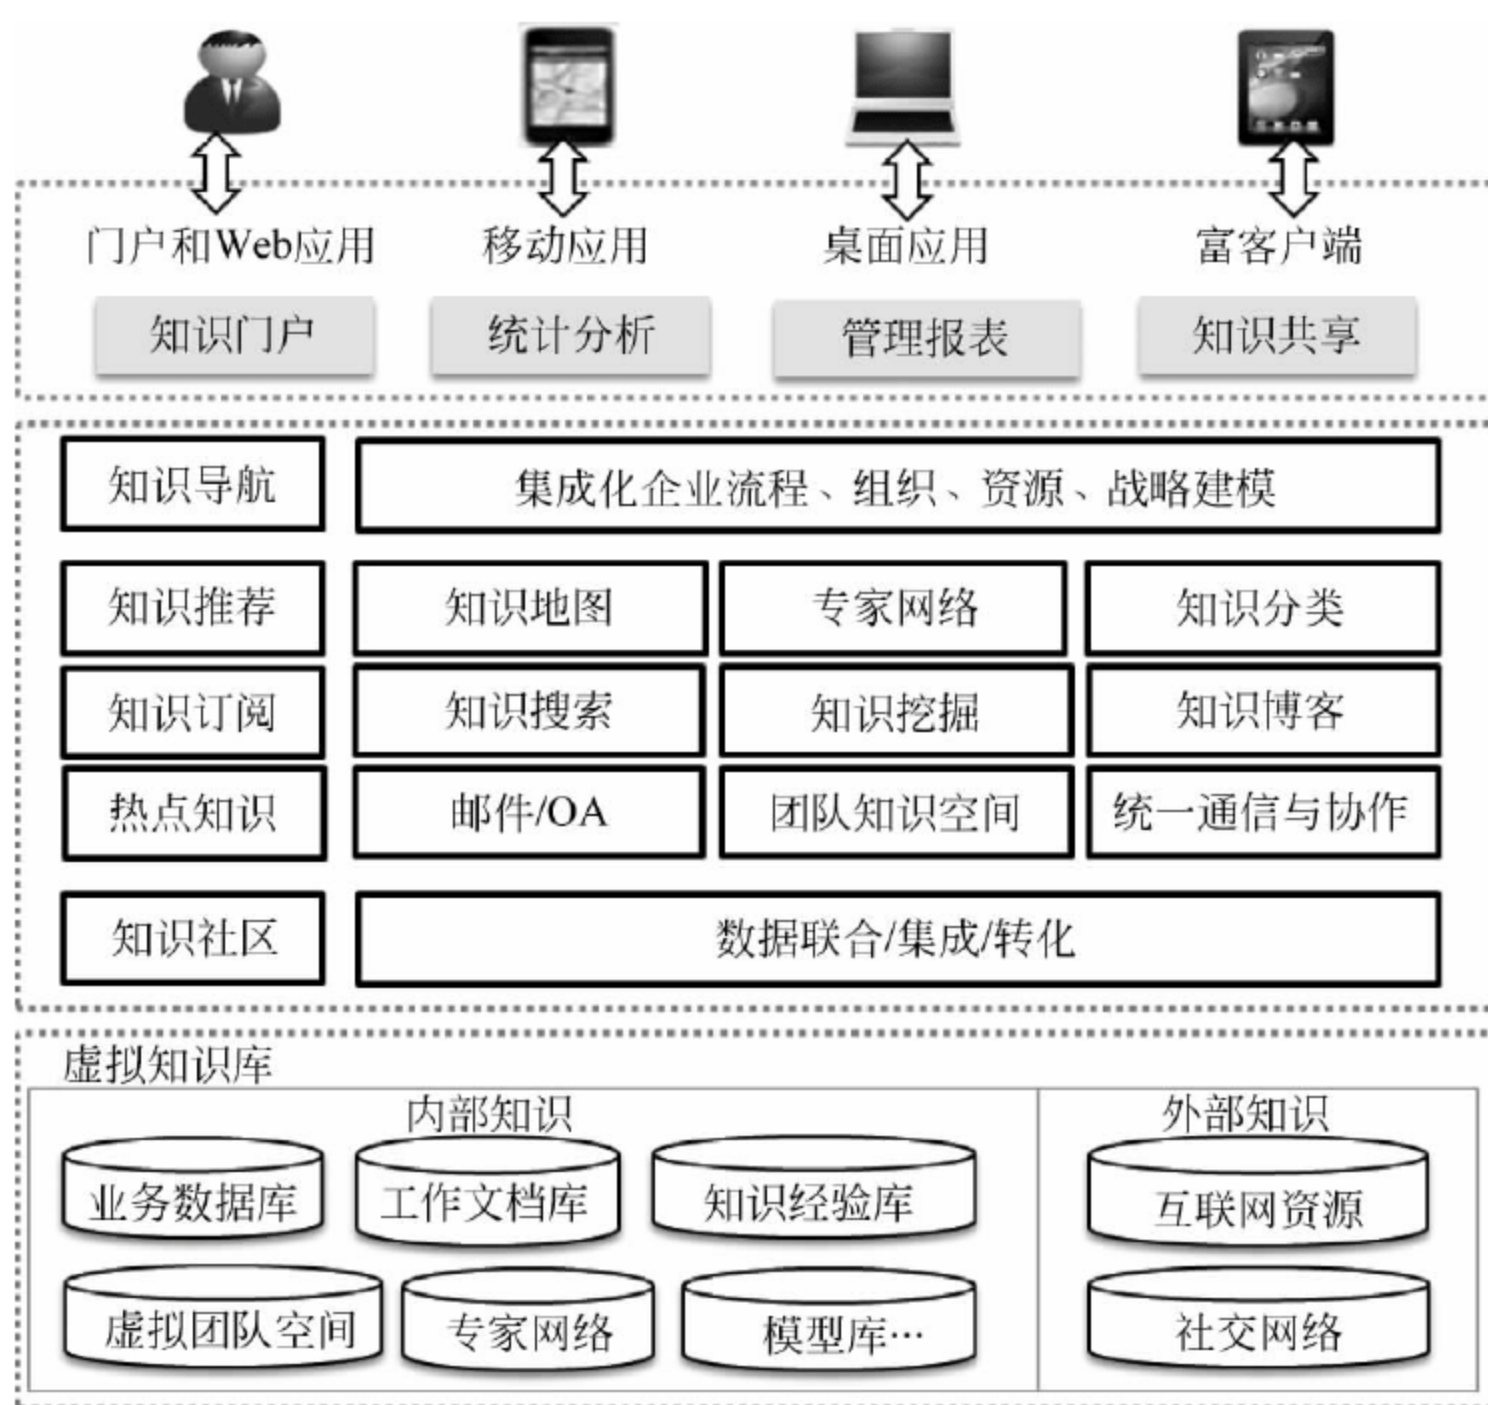 门户和Web应用
移动应用
桌面应用
富客户端
知识门户
统计分析
管理报表
知识共享
知识导航
集成化企业流程、组织、资源、战略建模
知识推荐
知识地图
专家网络
知识分类
知识订阅
知识搜索
知识挖掘
知识博客
热点知识
邮件/OA
团队知识空间
统一通信与协作
知识社区
数据联合/集成/转化
虚拟知识库
内部知识
外部知识
业务数据库
工作文档库
知识经验库
互联网资源
虚拟团队空间
专家网络
模型库…
社交网络